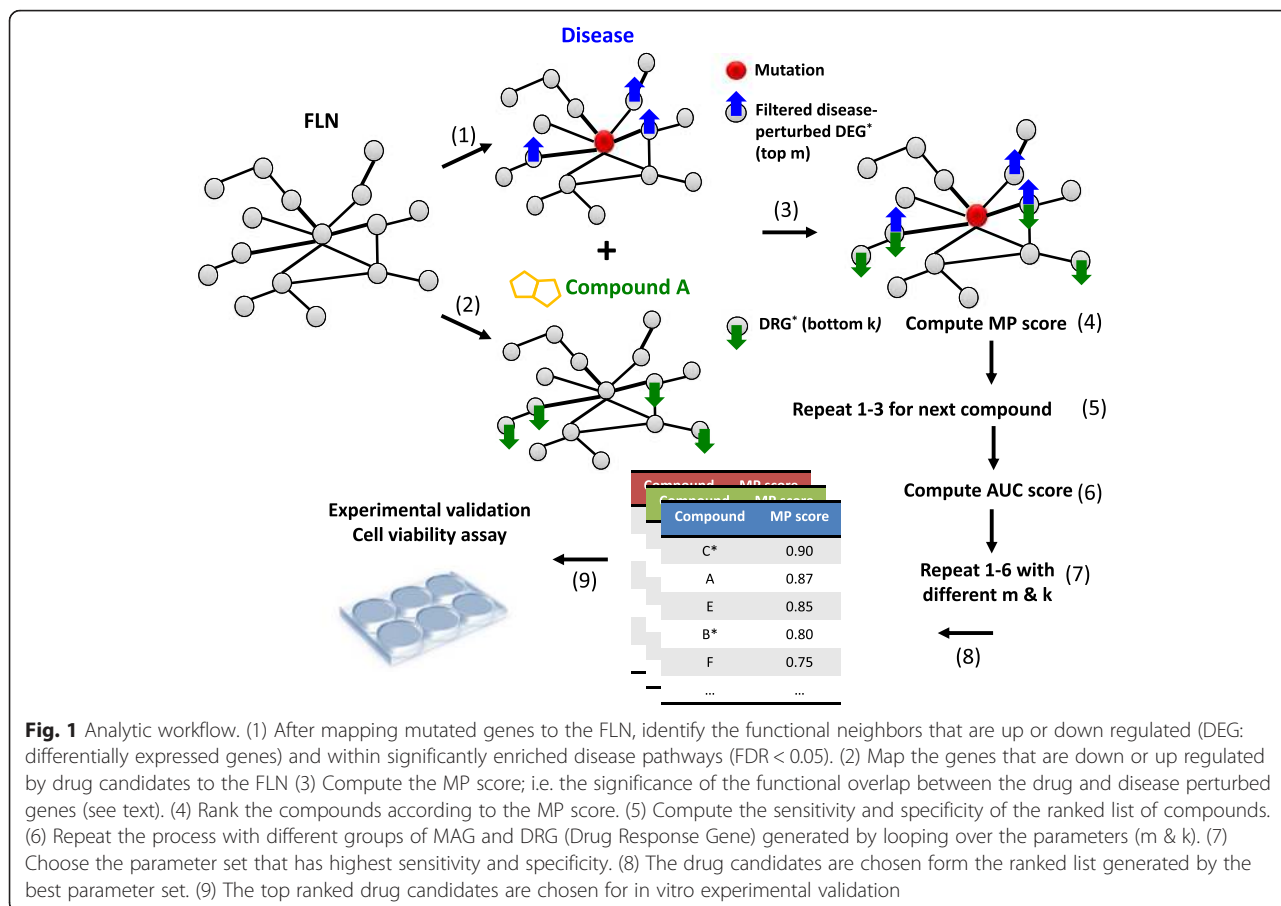 Disease
Mutation
Filtered disease-
perturbed DEG*
(top m)
FLN
(1)
(3)
+
Compound A
(2)
DRG* (bottom k)
Compute MP score (4)
Repeat 1-3 for next compound (5)
Compute AUC score (6)
Repeat 1-6 with
different m & k (7)
(8)
Compound MP score
Compound MP score
Compound MP score
C* 0.90
A 0.87
E 0.85
B* 0.80
F 0.75
... ...
Experimental validation
Cell viability assay
(9)
Fig. 1 Analytic workflow. (1) After mapping mutated genes to the FLN, identify the functional neighbors that are up or down regulated (DEG:
differentially expressed genes) and within significantly enriched disease pathways (FDR < 0.05). (2) Map the genes that are down or up regulated
by drug candidates to the FLN (3) Compute the MP score; i.e. the significance of the functional overlap between the drug and disease perturbed
genes (see text). (4) Rank the compounds according to the MP score. (5) Compute the sensitivity and specificity of the ranked list of compounds.
(6) Repeat the process with different groups of MAG and DRG (Drug Response Gene) generated by looping over the parameters (m & k). (7)
Choose the parameter set that has highest sensitivity and specificity. (8) The drug candidates are chosen form the ranked list generated by the
best parameter set. (9) The top ranked drug candidates are chosen for in vitro experimental validation